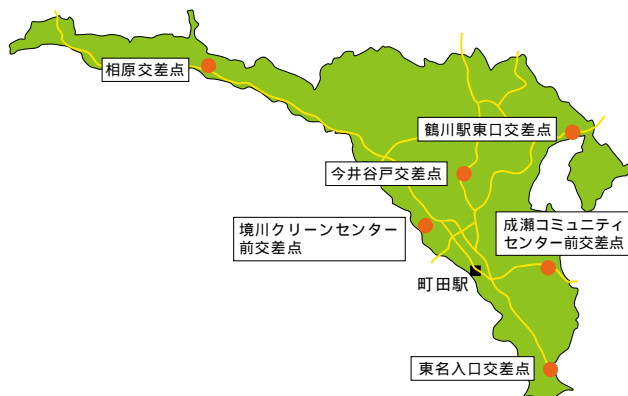 相原交差点
鶴川駅東口交差点
今井谷戸交差点
境川クリーンセンター
前交差点
成瀬コミュニティ
センター前交差点
町田駅
東名入口交差点